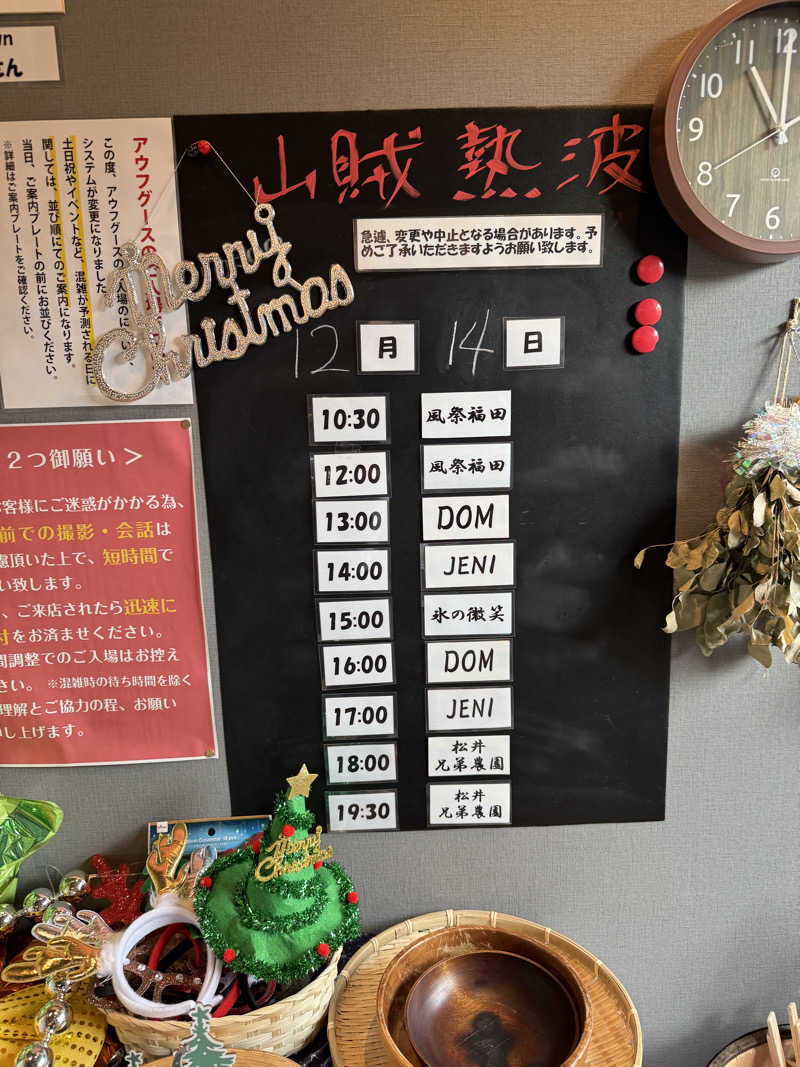 山賊 熱波
急遽、変更や中止となる場合があります。予
めご了承いただきますようお願い致します。
12 月 14 日
10:30 風祭福田
12:00 風祭福田
13:00 DOM
14:00 JENI
15:00 氷の微笑
16:00 DOM
17:00 JENI
18:00 松井
兄弟農園
19:30 松井
兄弟農園
Merry
Christmas
アウフグースの
この度、アウフグース
システムが変更になりました
土日祝やイベントなど、混雑が予測される日に
関しては、並び順にてのご案内になります。
当日、ご案内プレートの前にお並びください。
※詳細はご案内プレートをご確認ください。
2つ御願い >
客様にご迷惑がかかる為、
前での撮影・会話は
慮頂いた上で、短時間で
い致します。
、ご来店されたら迅速に
付をお済ませください。
間調整でのご入場はお控え
さい。 ※混雑時の待ち時間を除く
理解とご協力の程、お願い
し上げます。
11
12
10
9
8
7
6
Merry
Christmas